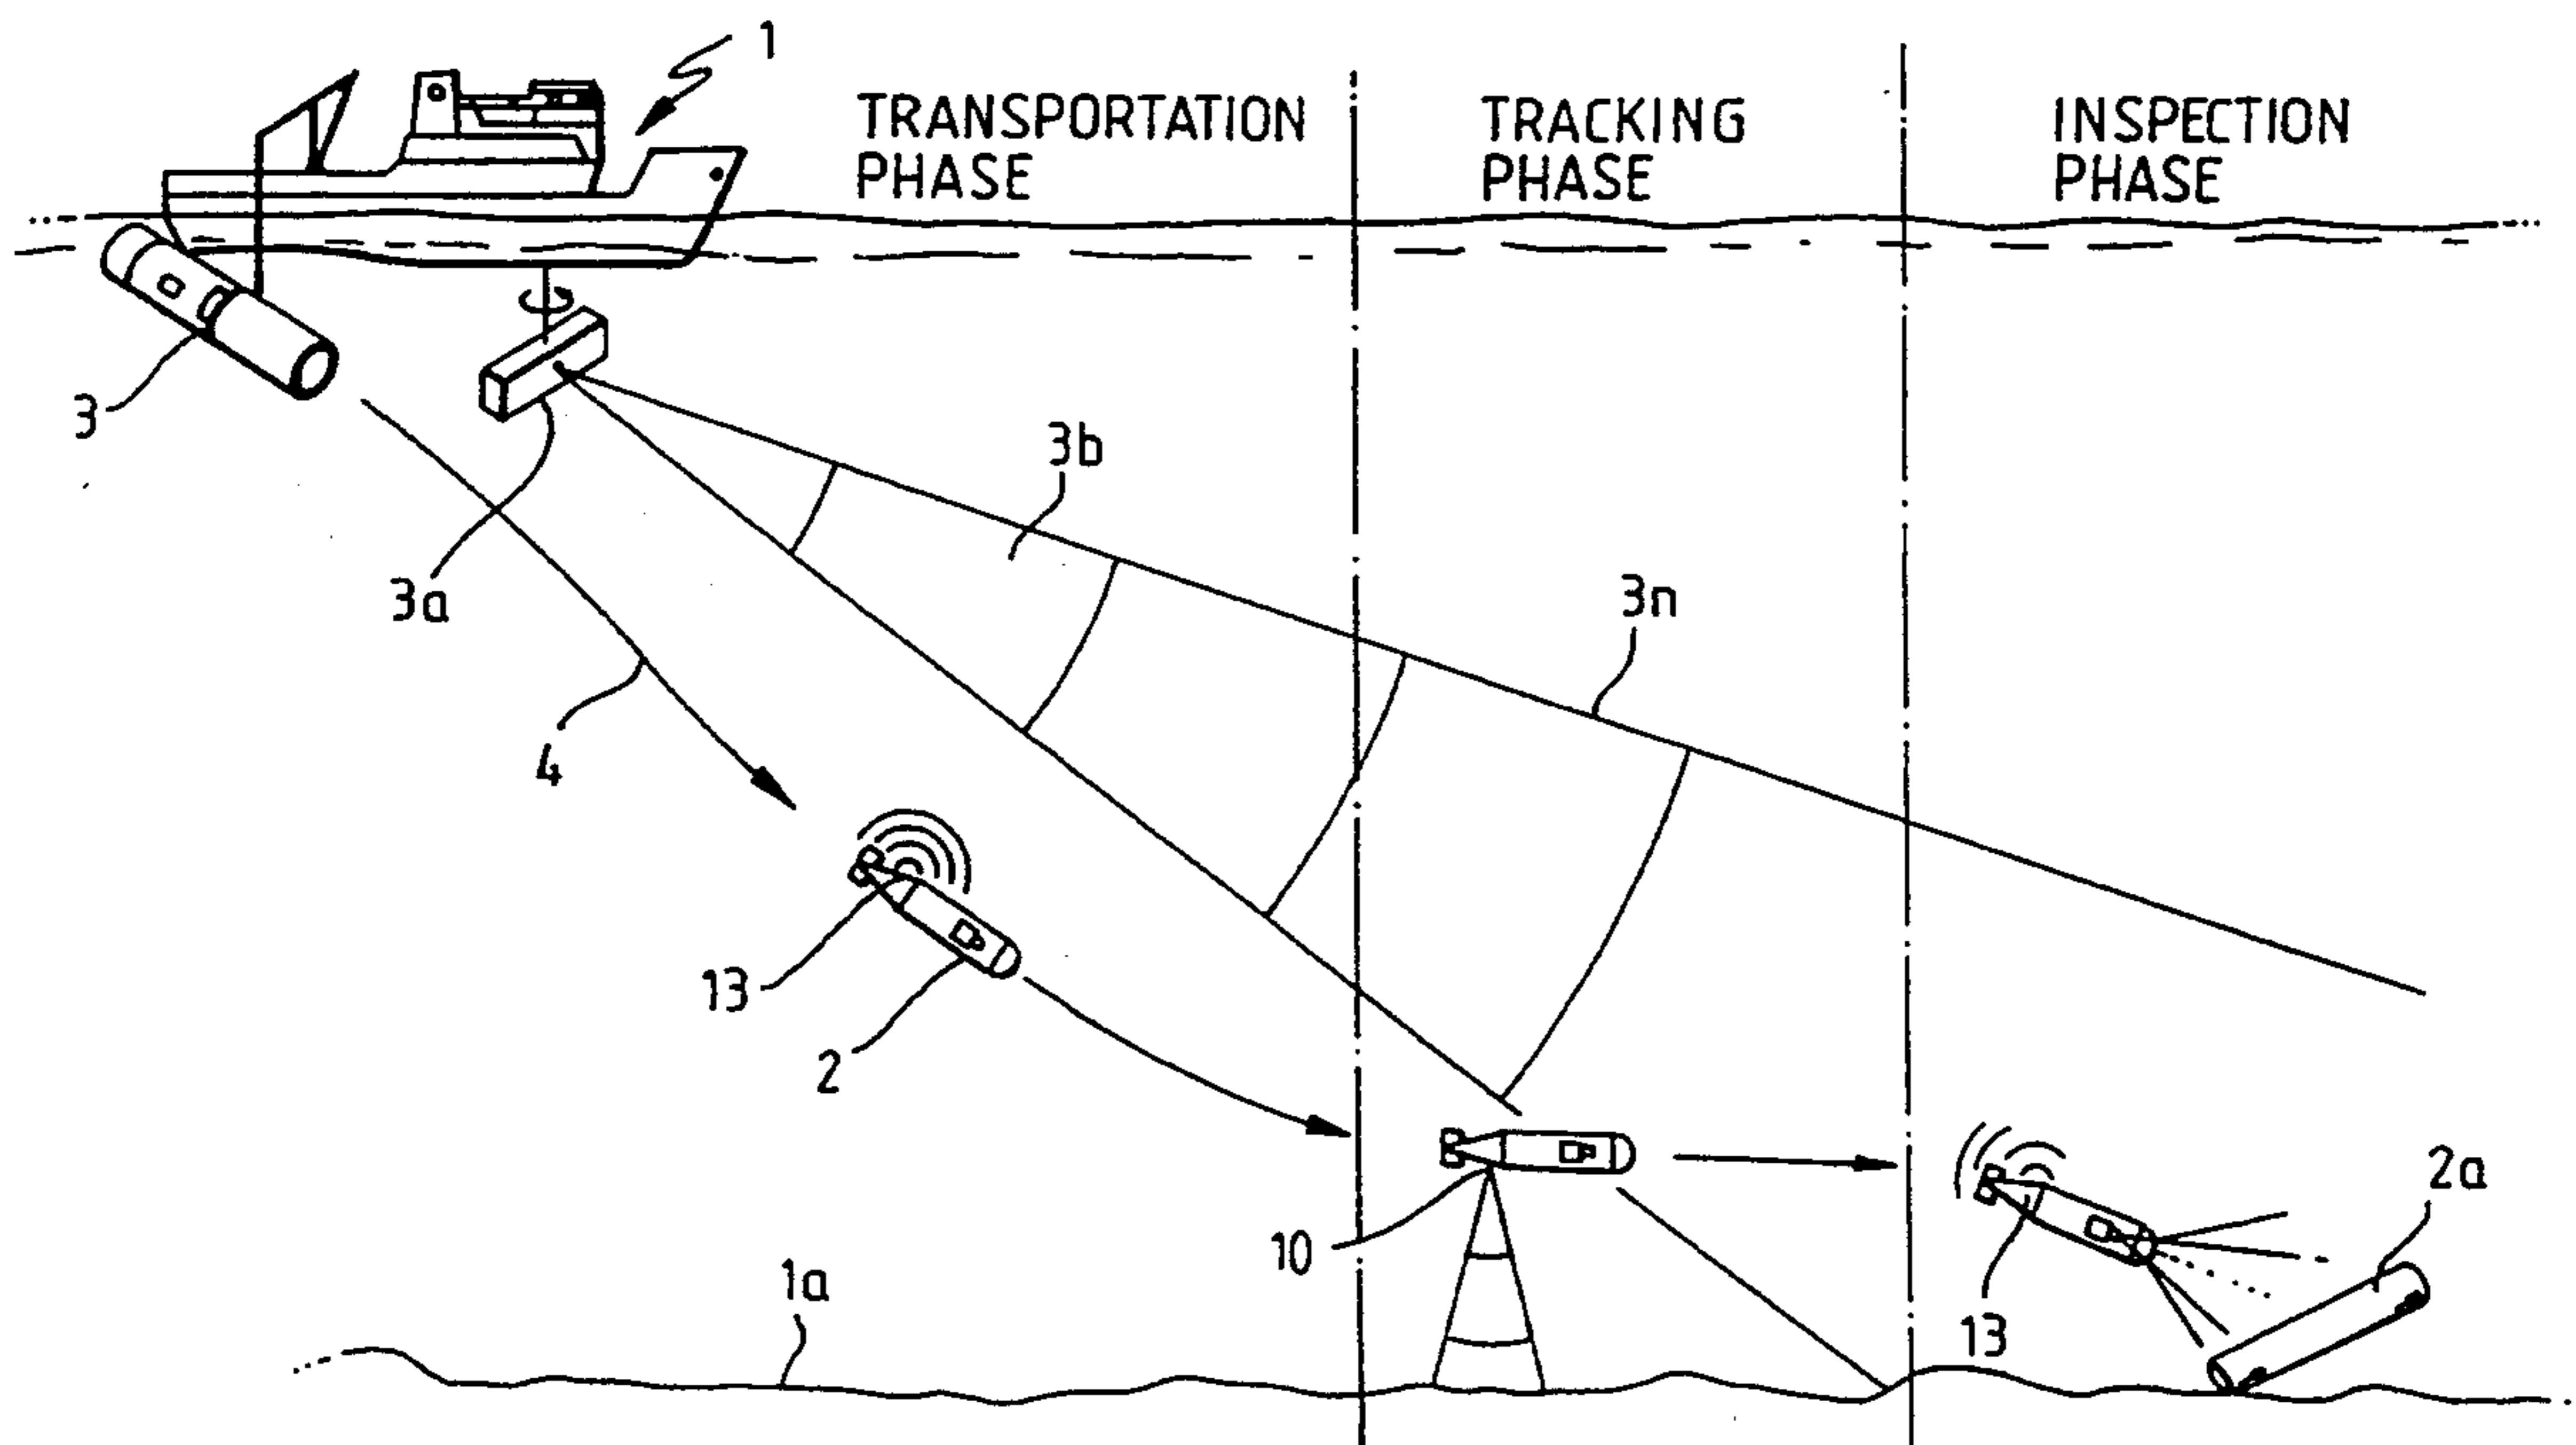 1
TRANSPORTATION
PHASE
TRACKING
PHASE
INSPECTION
PHASE
3
3b
3a
3n
4
13
2
2a
10
1a
13